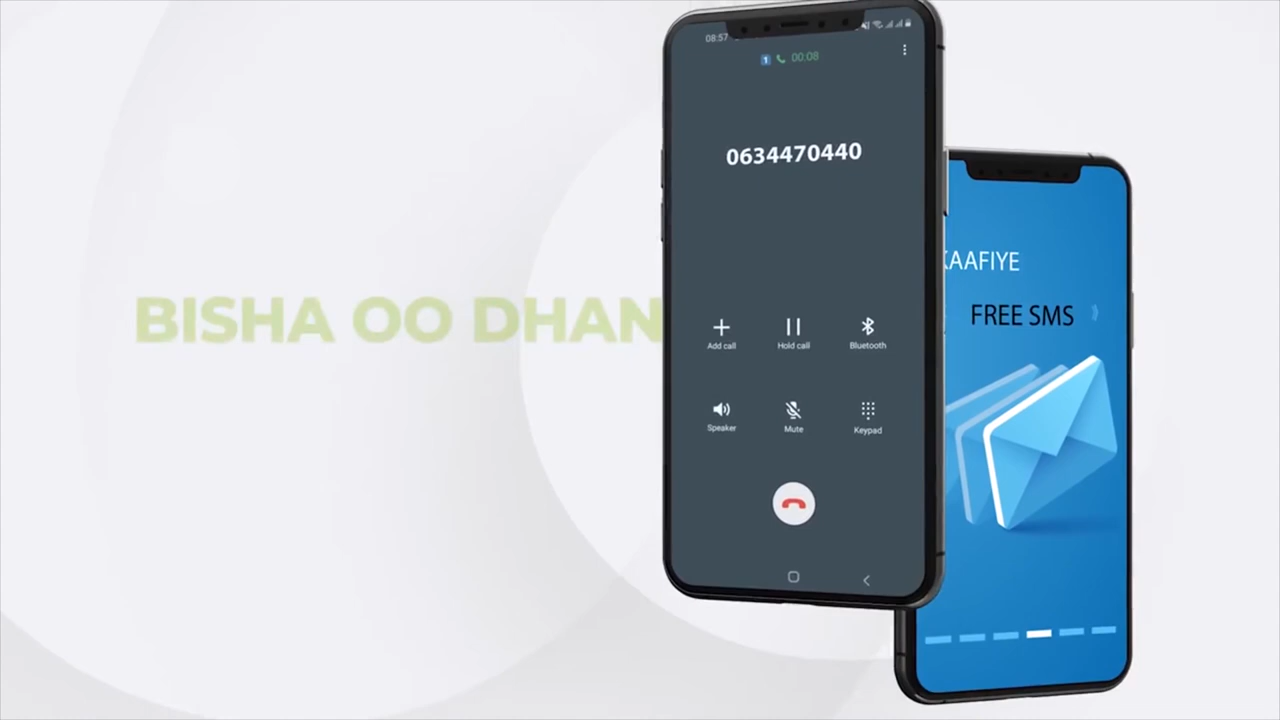 08:57
1 00:08
0634470440
Add call Hold call Bluetooth
Speaker Mute Keypad
BISHA OO DHAN
KAAFIYE
FREE SMS